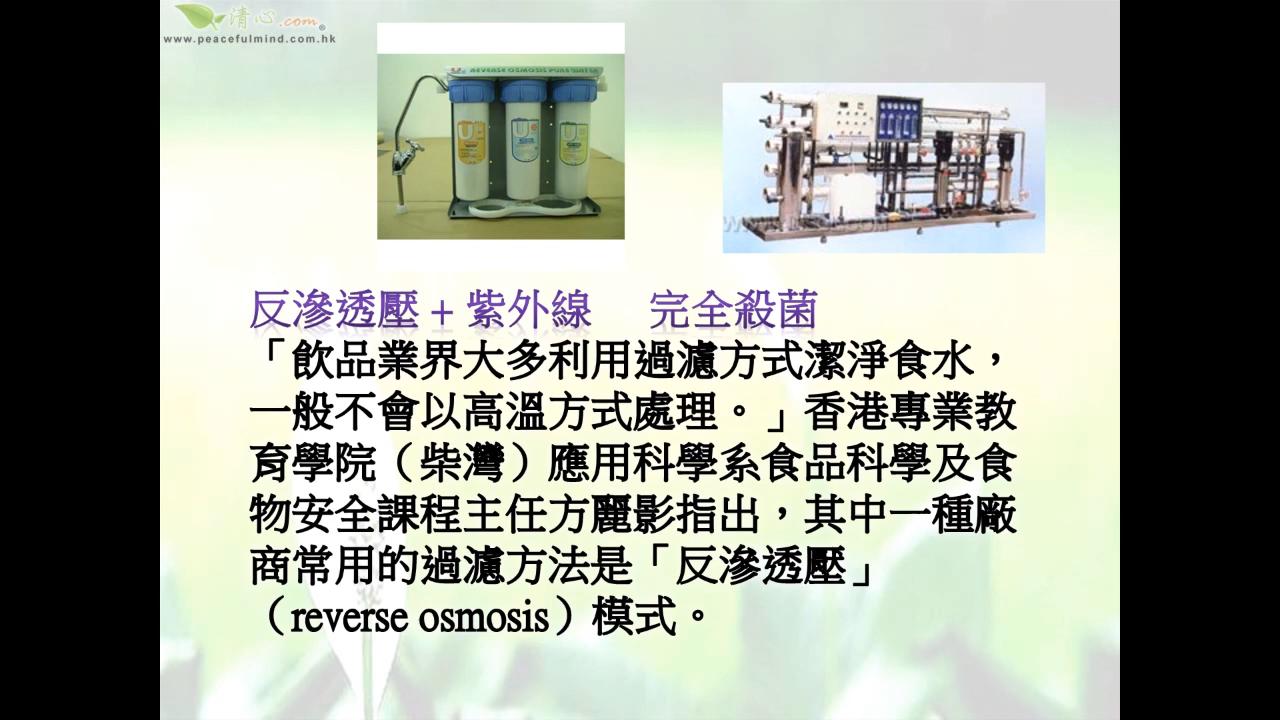 清心.com®
www.peacefulmind.com.hk
REVERSE OSMOSIS PURE WATER
反滲透壓 + 紫外線 完全殺菌
「飲品業界大多利用過濾方式潔淨食水，
一般不會以高溫方式處理。」香港專業教
育學院（柴灣）應用科學系食品科學及食
物安全課程主任方麗影指出，其中一種廠
商常用的過濾方法是「反滲透壓」
（reverse osmosis）模式。